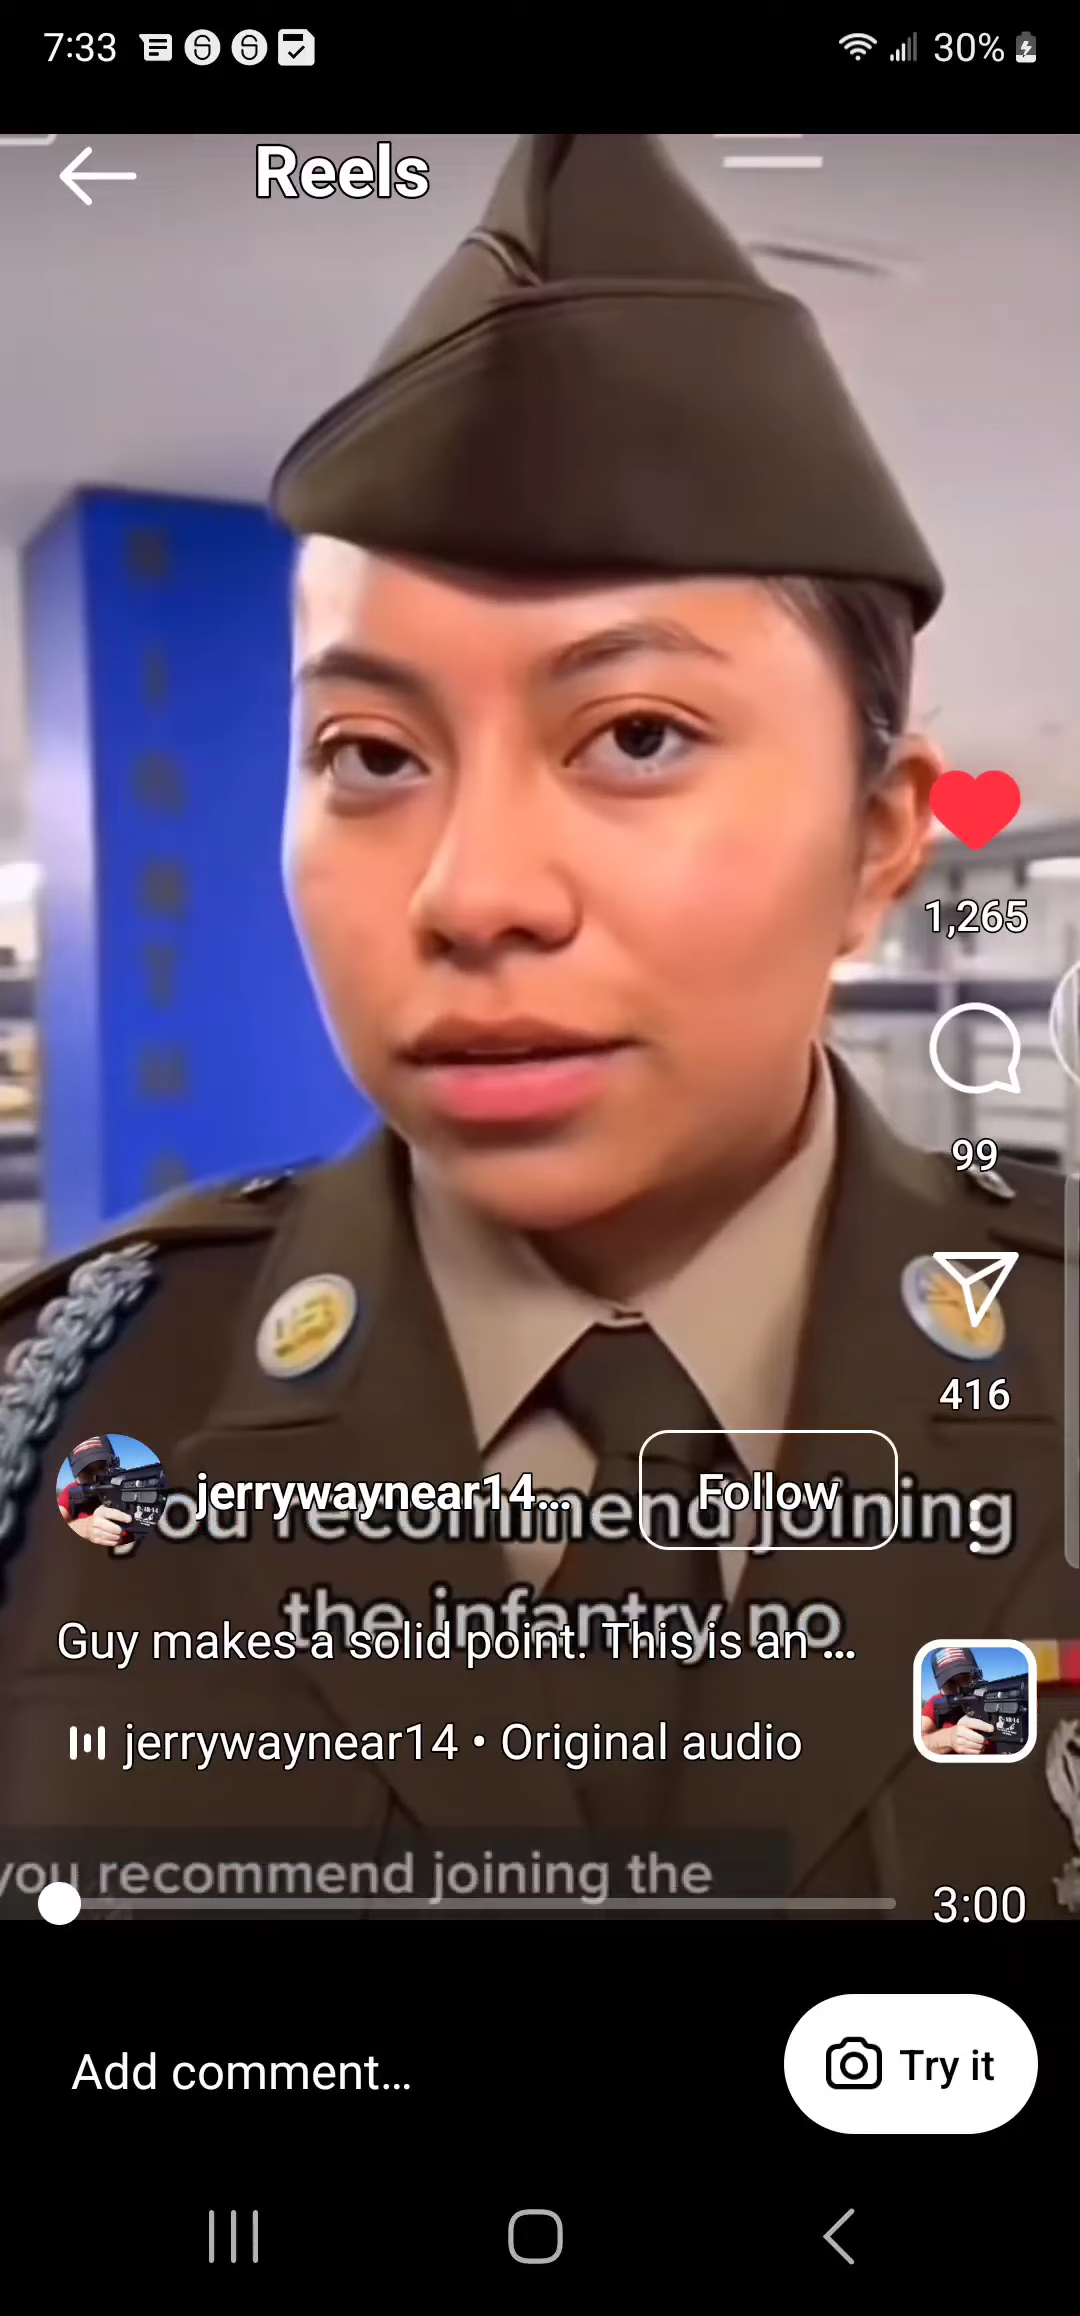 7:33
30%
Reels
1,265
99
416
jerrywaynear14...
Follow
you recommend joining
the infantry no
Guy makes a solid point. This is an ...
jerrywaynear14 • Original audio
you recommend joining the
3:00
Add comment...
Try it